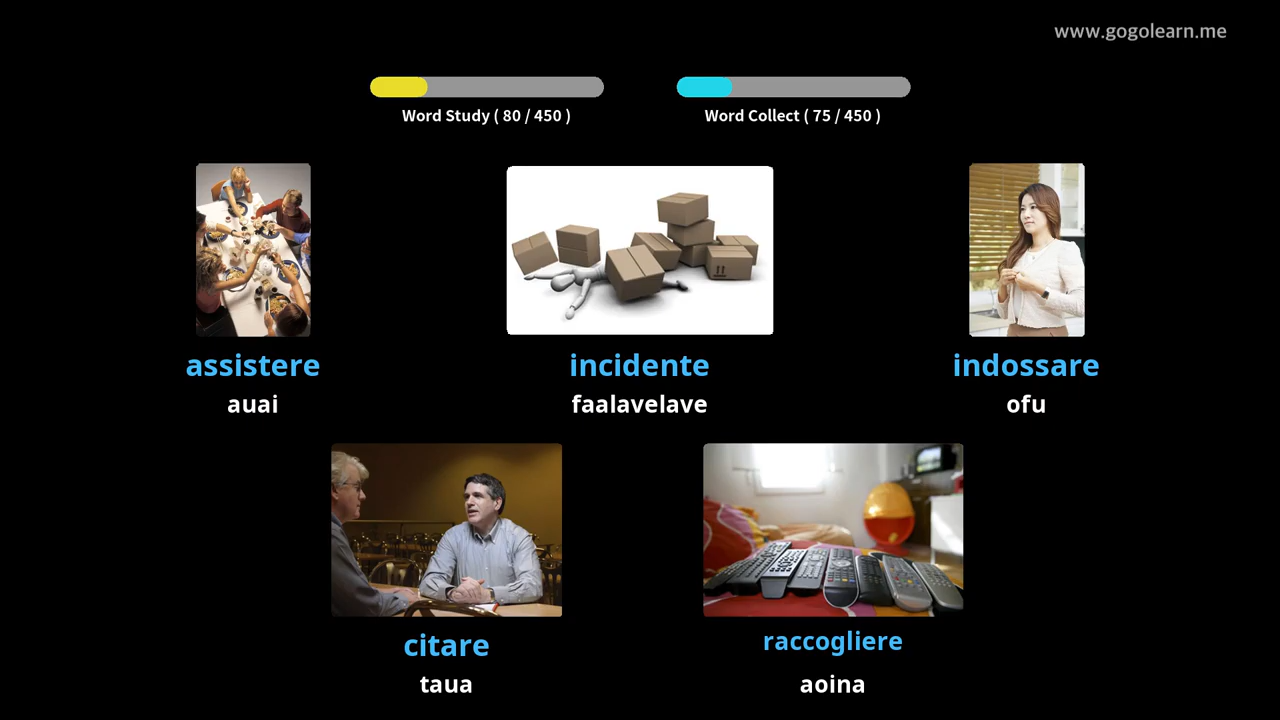 www.gogolearn.me
Word Study ( 80 / 450 )
Word Collect ( 75 / 450 )
assistere
auai
incidente
faalavelave
indossare
ofu
citare
taua
raccogliere
aoina